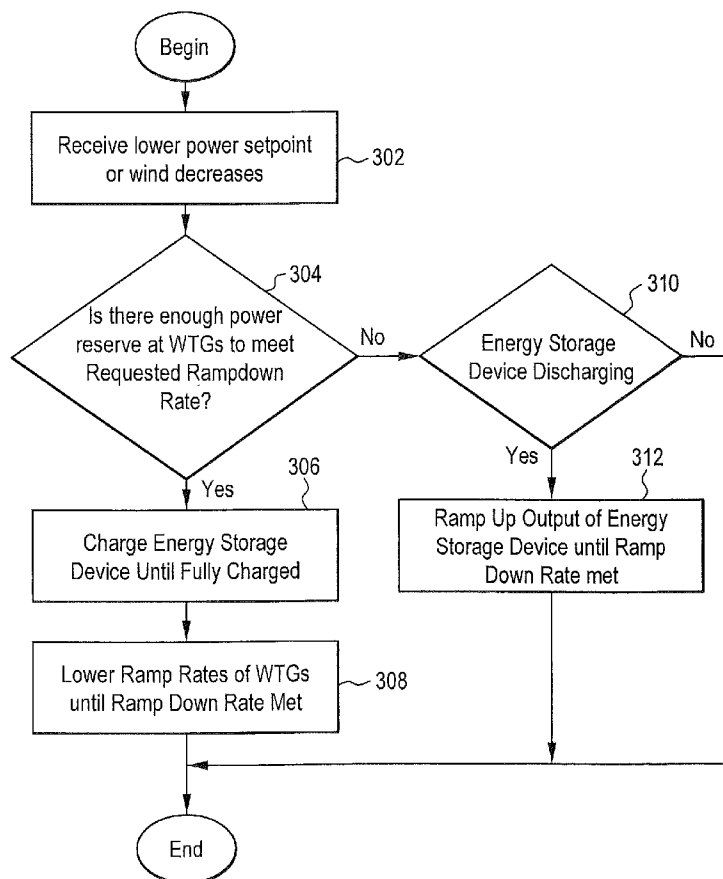 Begin
Receive lower power setpoint
or wind decreases
302
304
Is there enough power
reserve at WTGs to meet
Requested Rampdown
Rate?
No
310
Energy Storage
Device Discharging
No
Yes
306
Charge Energy Storage
Device Until Fully Charged
Yes
312
Ramp Up Output of Energy
Storage Device until Ramp
Down Rate met
Lower Ramp Rates of WTGs
until Ramp Down Rate Met
308
End